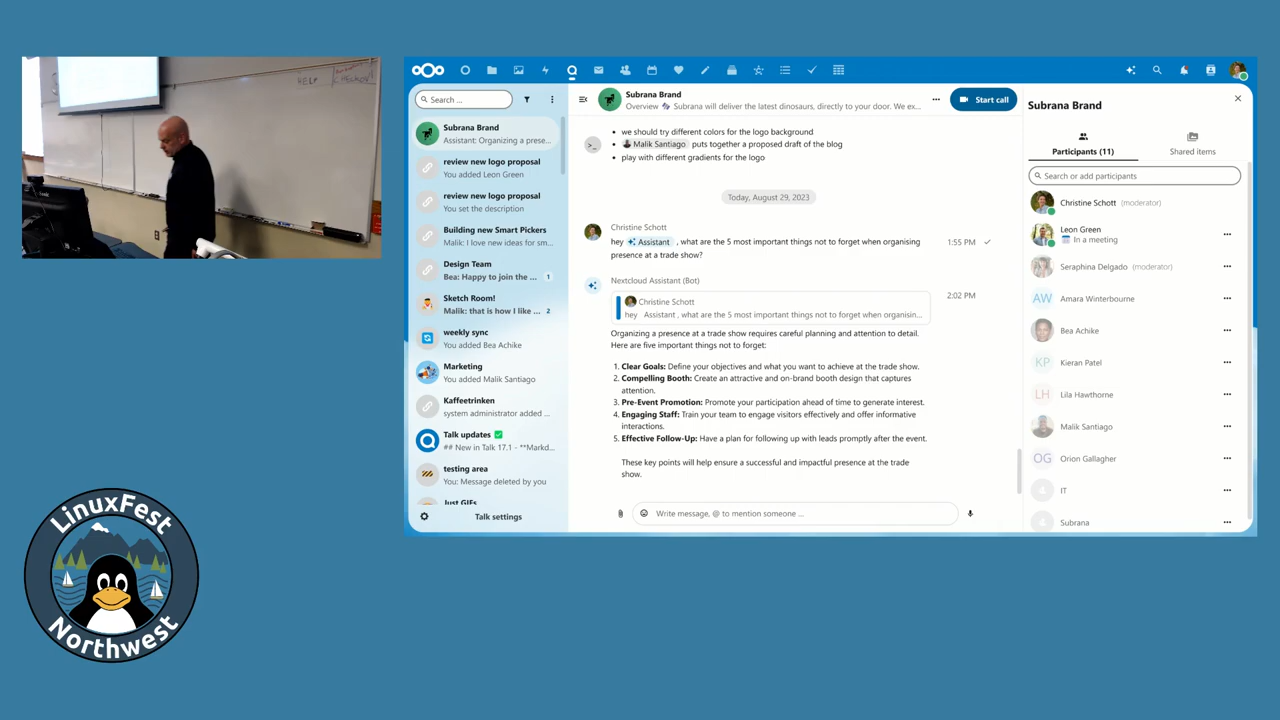 HELP
CHECKOUT
Search ...
Subrana Brand
Assistant: Organizing a prese...
review new logo proposal
You added Leon Green
review new logo proposal
You set the description
Building new Smart Pickers
Malik: I love new ideas for sm...
Design Team
Bea: Happy to join the ...
1
Sketch Room!
Malik: that is how I like ...
2
weekly sync
You added Bea Achike
Marketing
You added Malik Santiago
Kaffeetrinken
system administrator added ...
Talk updates ✅
## New in Talk 17.1 - **Markd...
testing area
You: Message deleted by you
Just GIFs
Talk settings
Subrana Brand
Overview 🦖 Subrana will deliver the latest dinosaurs, directly to your door. We ex...
Start call
• we should try different colors for the logo background
• Malik Santiago puts together a proposed draft of the blog
• play with different gradients for the logo
Today, August 29, 2023
Christine Schott
hey Assistant , what are the 5 most important things not to forget when organising
presence at a trade show?
1:55 PM
Nextcloud Assistant (Bot)
2:02 PM
Christine Schott
hey Assistant , what are the 5 most important things not to forget when organisin...
Organizing a presence at a trade show requires careful planning and attention to detail.
Here are five important things not to forget:
1. Clear Goals: Define your objectives and what you want to achieve at the trade show.
2. Compelling Booth: Create an attractive and on-brand booth design that captures
attention.
3. Pre-Event Promotion: Promote your participation ahead of time to generate interest.
4. Engaging Staff: Train your team to engage visitors effectively and offer informative
interactions.
5. Effective Follow-Up: Have a plan for following up with leads promptly after the event.
These key points will help ensure a successful and impactful presence at the trade
show.
Write message, @ to mention someone ...
Subrana Brand
Participants (11)
Shared items
Search or add participants
Christine Schott (moderator)
Leon Green
In a meeting
Seraphina Delgado (moderator)
AW Amara Winterbourne
Bea Achike
KP Kieran Patel
LH Lila Hawthorne
Malik Santiago
OG Orion Gallagher
IT
Subrana
LinuxFest
Northwest